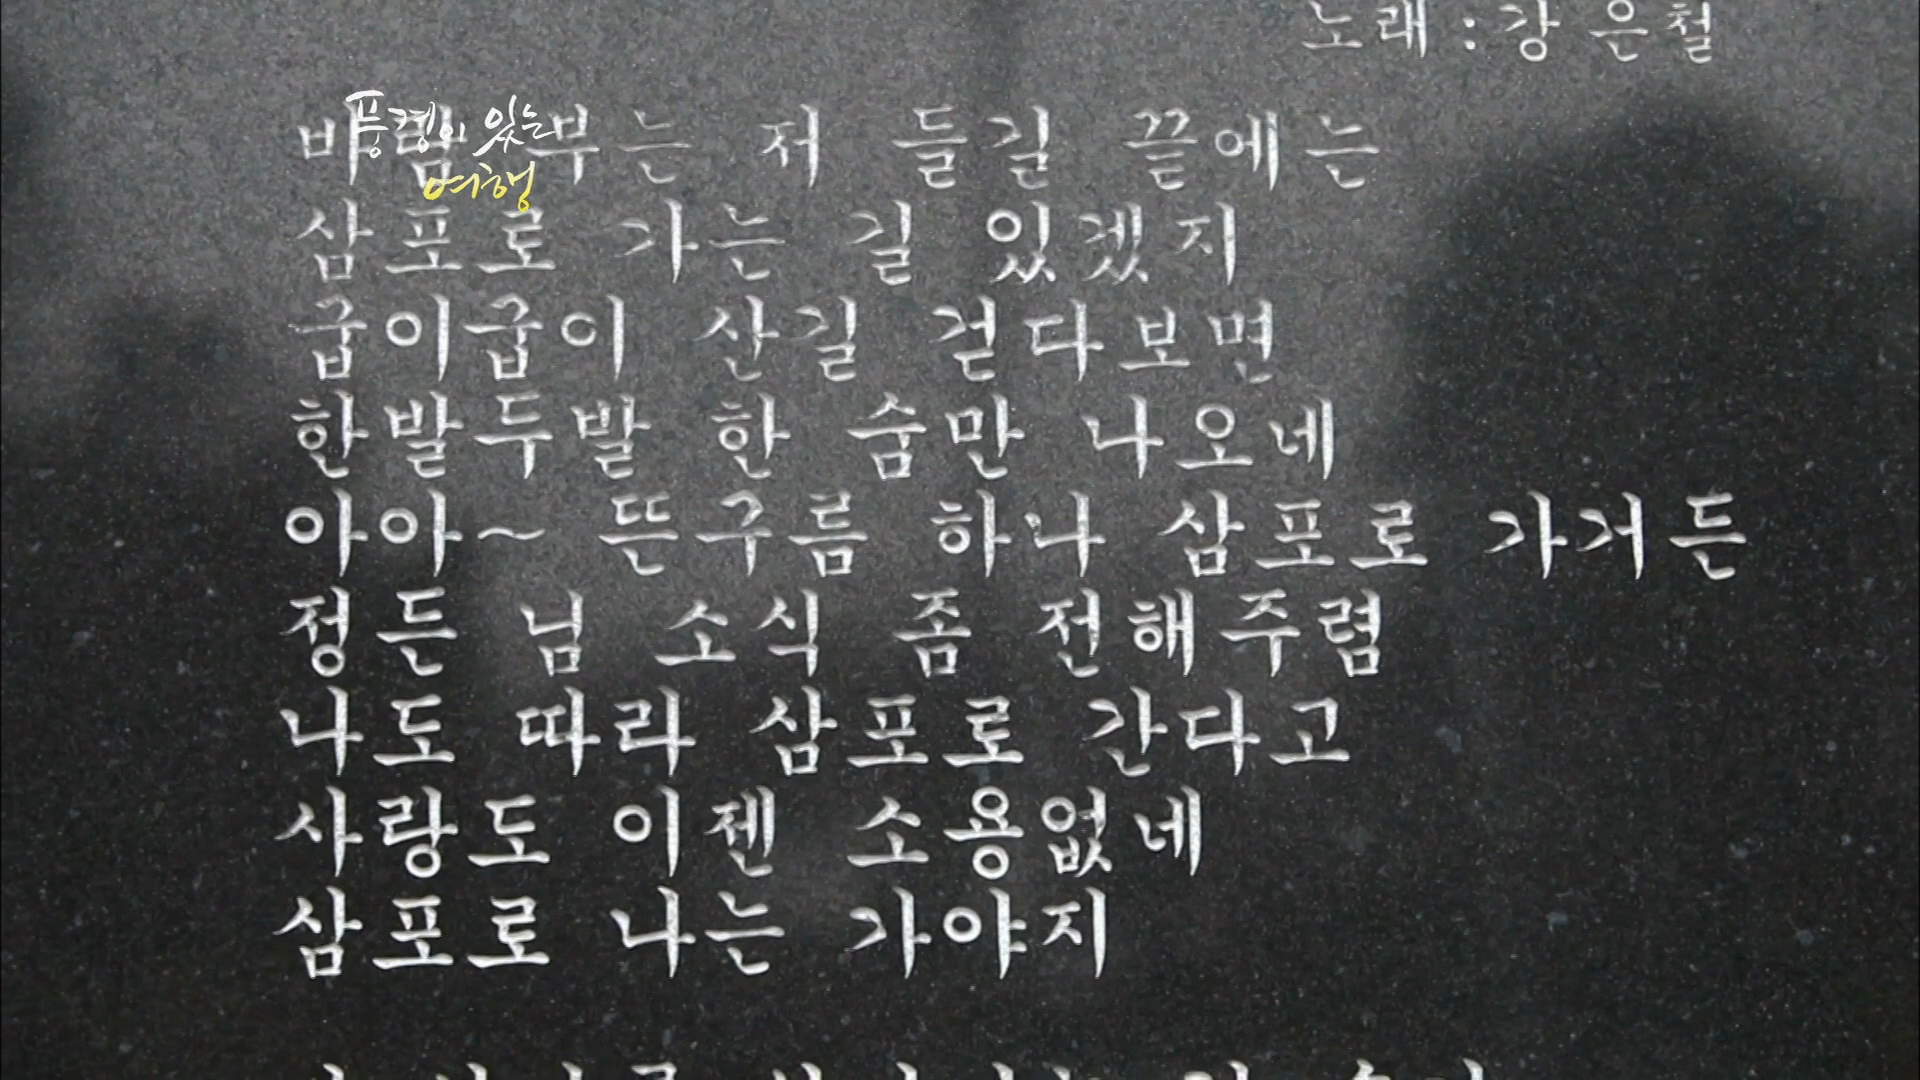 노래 : 강은철
풍경이 있는
여행
바람 부는 저 들길 끝에는
삼포로 가는 길 있겠지
굽이굽이 산길 걷다보면
한발두발 한 숨만 나오네
아아~ 뜬구름 하나 삼포로 가거든
정든 님 소식 좀 전해주렴
나도 따라 삼포로 간다고
사랑도 이젠 소용없네
삼포로 나는 가야지